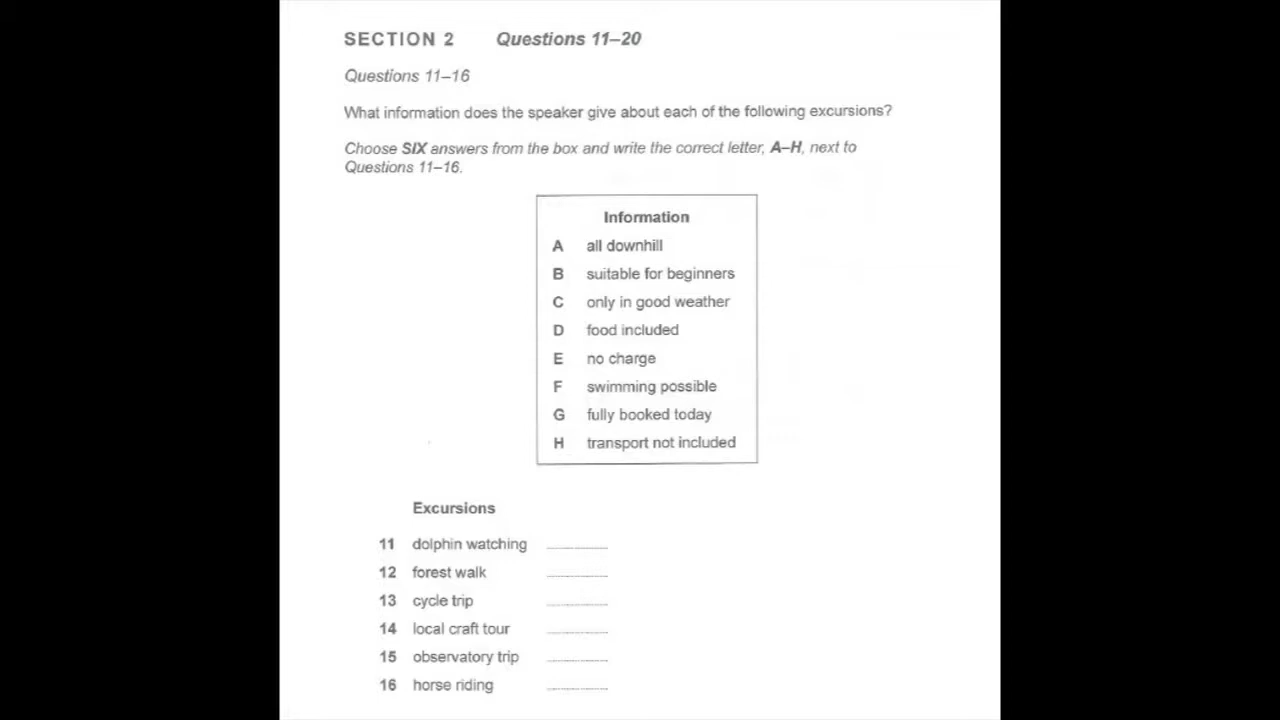 SECTION 2 Questions 11–20
Questions 11–16
What information does the speaker give about each of the following excursions?
Choose SIX answers from the box and write the correct letter, A–H, next to
Questions 11–16.
Information
A all downhill
B suitable for beginners
C only in good weather
D food included
E no charge
F swimming possible
G fully booked today
H transport not included
Excursions
11 dolphin watching ..........
12 forest walk ..........
13 cycle trip ..........
14 local craft tour ..........
15 observatory trip ..........
16 horse riding ..........